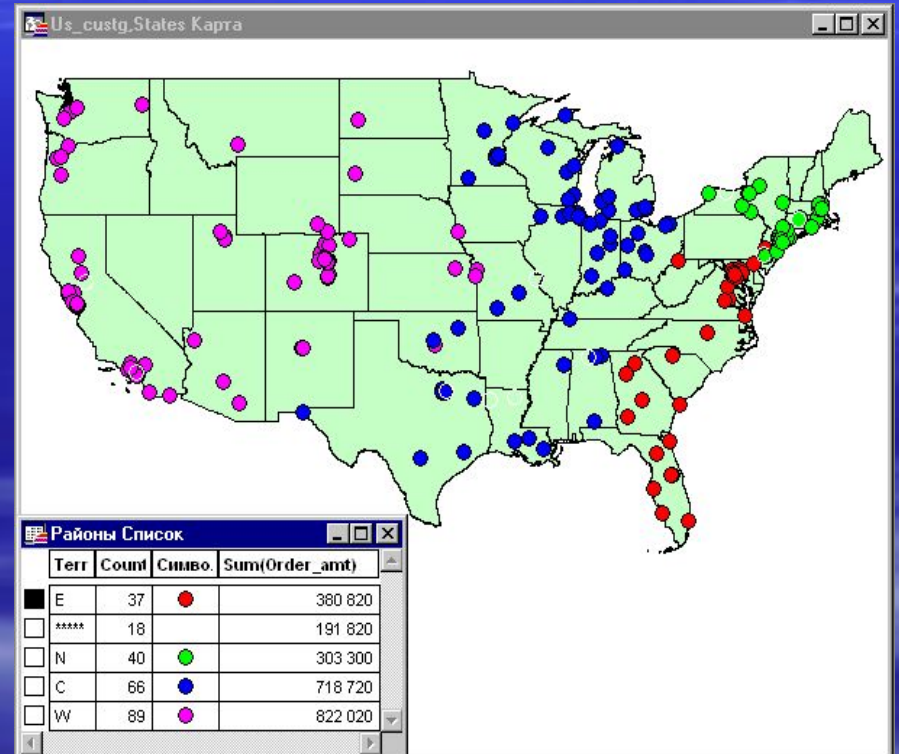 Us_custg,States Карта
Районы Список
Терр Count Симво. Sum(Order_amt)
E 37 380 820
***** 18 191 820
N 40 303 300
C 66 718 720
W 89 822 020